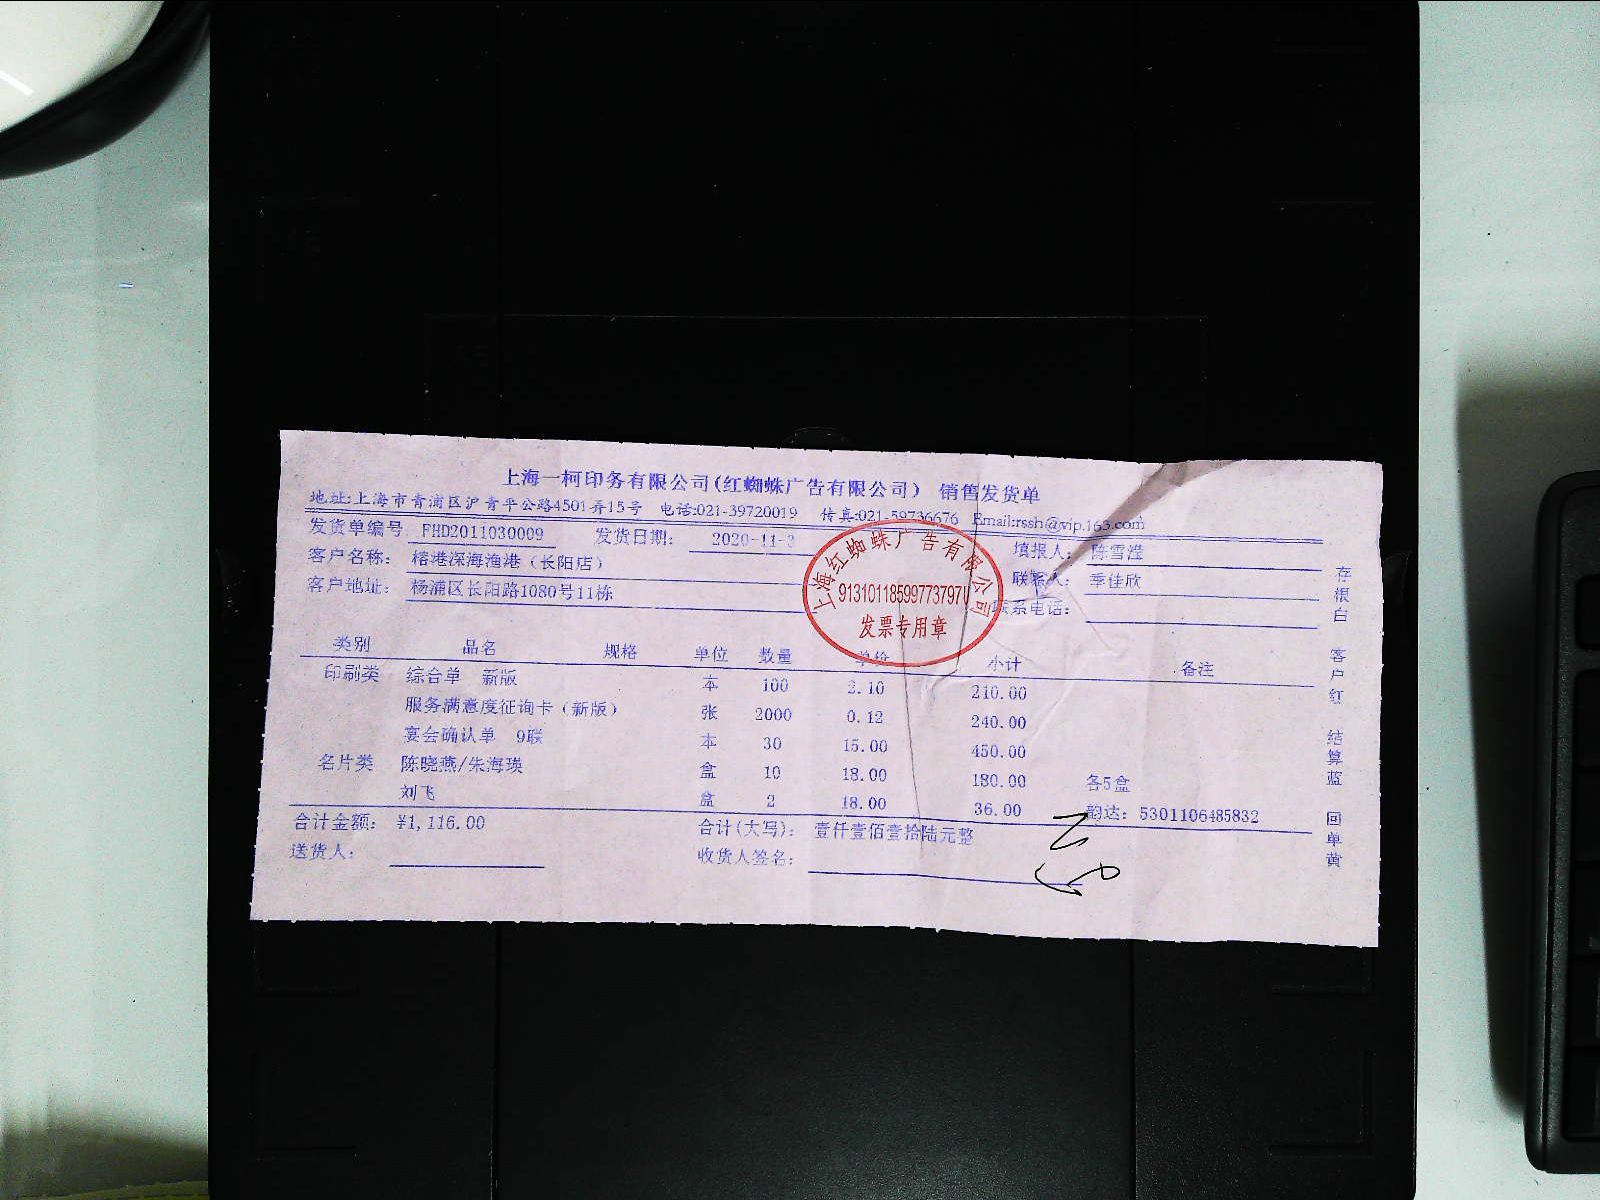 上海一柯印务有限公司(红蜘蛛广告有限公司) 销售发货单
地址:上海市青浦区沪青平公路4501弄15号 电话:021-39720019 传真:021-59736676 Email:rssh@vip.163.com
发货单编号 FHD2011030009 发货日期: 2020-11-3 填报人: 陈雪滢
客户名称: 榕港深海渔港(长阳店) 联系人: 季佳欣
客户地址: 杨浦区长阳路1080号11栋 联系电话:
上海红蜘蛛广告有限公司
91310118599773797U
发票专用章
类别 品名 规格 单位 数量 单价 小计 备注
印刷类 综合单 新版 本 100 2.10 210.00
服务满意度征询卡(新版) 张 2000 0.12 240.00
宴会确认单 9联 本 30 15.00 450.00
名片类 陈晓燕/朱海瑛 盒 10 18.00 180.00 各5盒
刘飞 盒 2 18.00 36.00 韵达: 5301106485832
合计金额: ¥1,116.00 合计(大写): 壹仟壹佰壹拾陆元整
送货人: 收货人签名:
存根白 客户红 结算蓝 回单黄